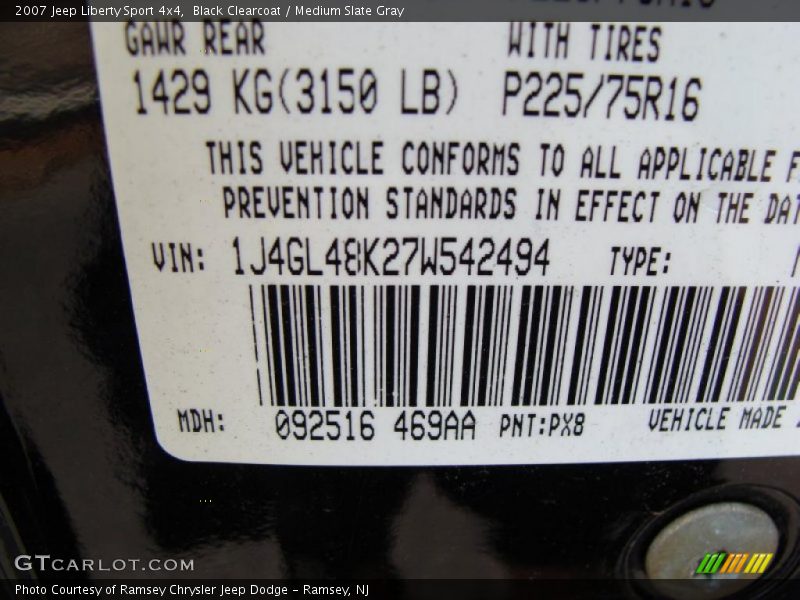 2007 Jeep Liberty Sport 4x4, Black Clearcoat / Medium Slate Gray
GAWR REAR WITH TIRES
1429 KG(3150 LB) P225/75R16
THIS VEHICLE CONFORMS TO ALL APPLICABLE F
PREVENTION STANDARDS IN EFFECT ON THE DAT
VIN: 1J4GL48K27W542494 TYPE:
MDH: 092516 469AA PNT:PX8 VEHICLE MADE
GTCARLOT.COM
Photo Courtesy of Ramsey Chrysler Jeep Dodge – Ramsey, NJ